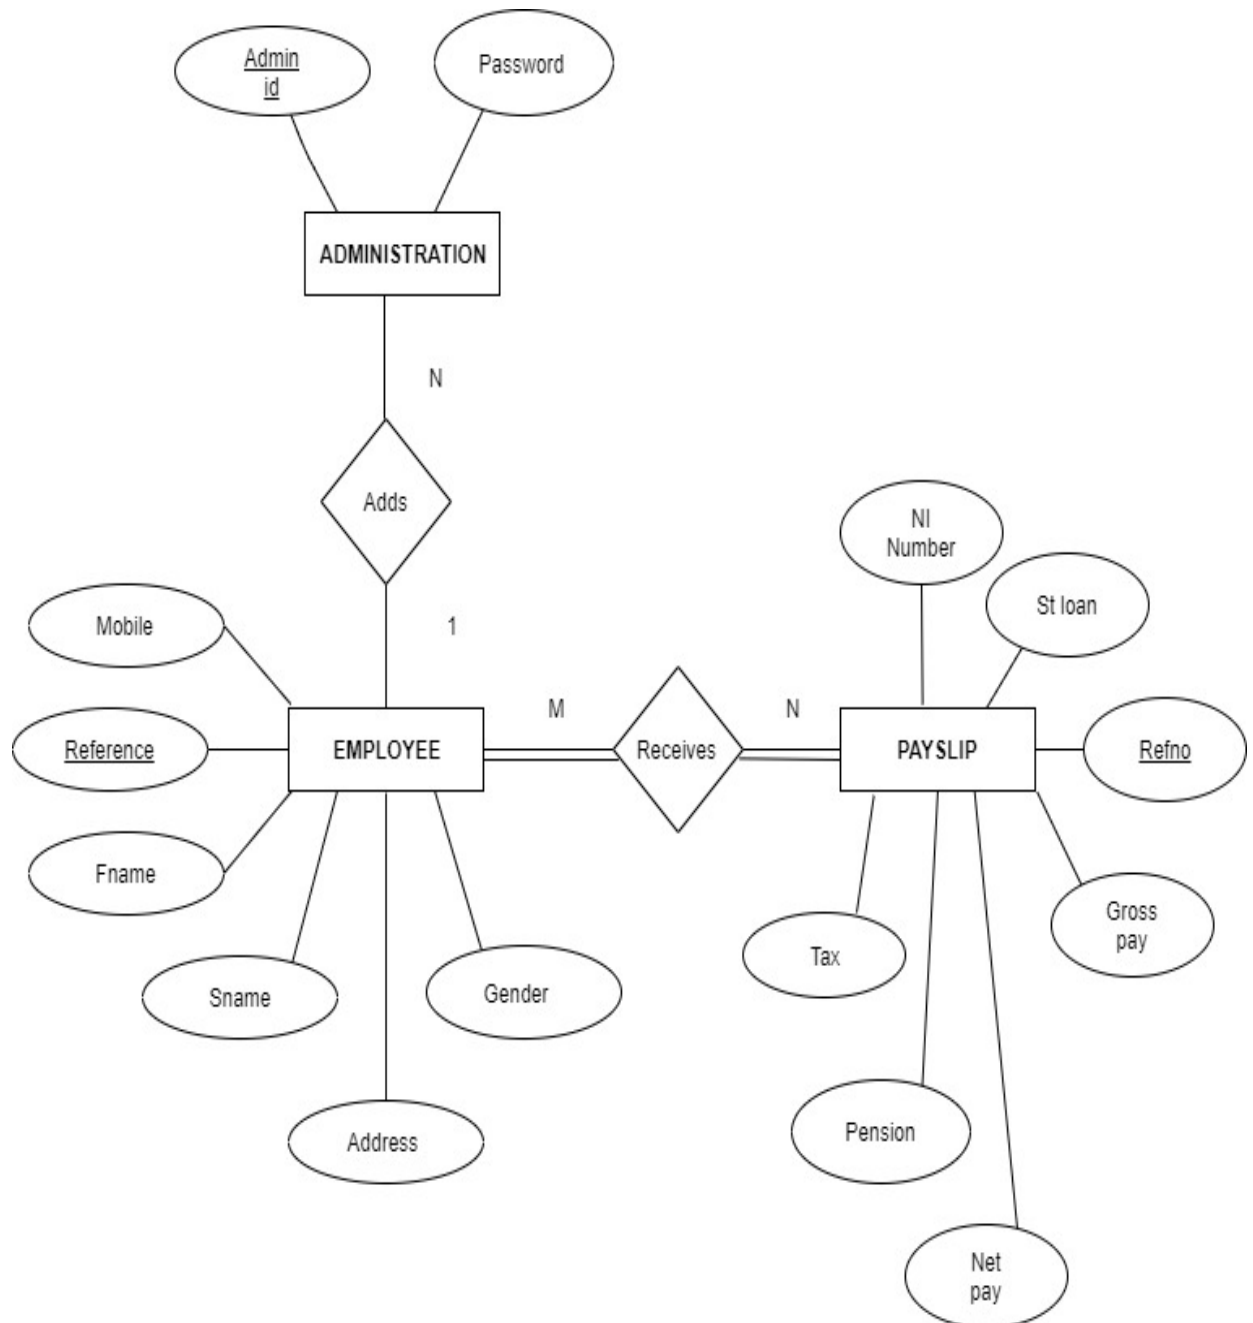 Admin
id
Password
ADMINISTRATION
N
Adds
1
NI
Number
St loan
Mobile
M
N
Reference
EMPLOYEE
Receives
PAYSLIP
Refno
Fname
Gross
pay
Tax
Sname
Gender
Address
Pension
Net
pay